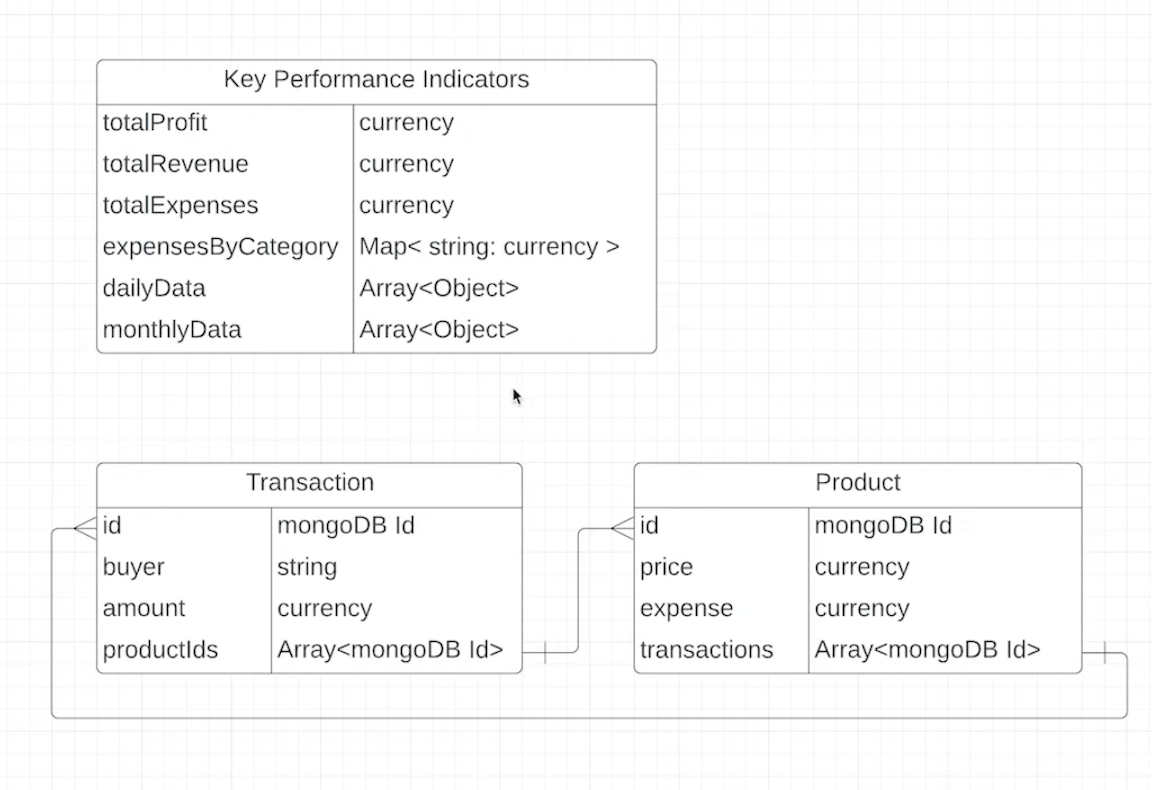 Key Performance Indicators
totalProfit currency
totalRevenue currency
totalExpenses currency
expensesByCategory Map< string: currency >
dailyData Array<Object>
monthlyData Array<Object>
Transaction
id mongoDB Id
buyer string
amount currency
productIds Array<mongoDB Id>
Product
id mongoDB Id
price currency
expense currency
transactions Array<mongoDB Id>